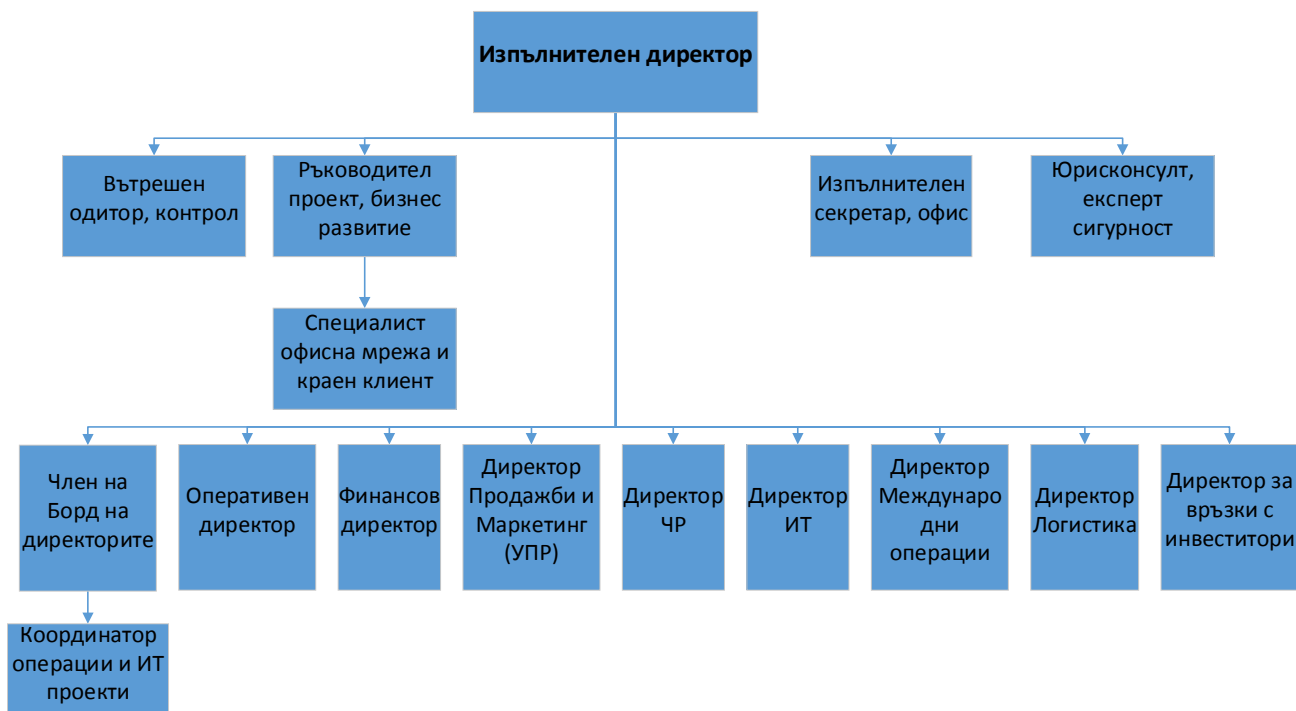 Изпълнителен директор
Вътрешен
одитор, контрол
Ръководител
проект, бизнес
развитие
Изпълнителен
секретар, офис
Юрисконсулт,
експерт
сигурност
Специалист
офисна мрежа и
краен клиент
Член на
Борд на
директорите
Оперативен
директор
Финансов
директор
Директор
Продажби и
Маркетинг
(УПР)
Директор
ЧР
Директор
ИТ
Директор
Международ
дни
операции
Директор
Логистика
Директор за
връзки с
инвеститори
Координатор
операции и ИТ
проекти